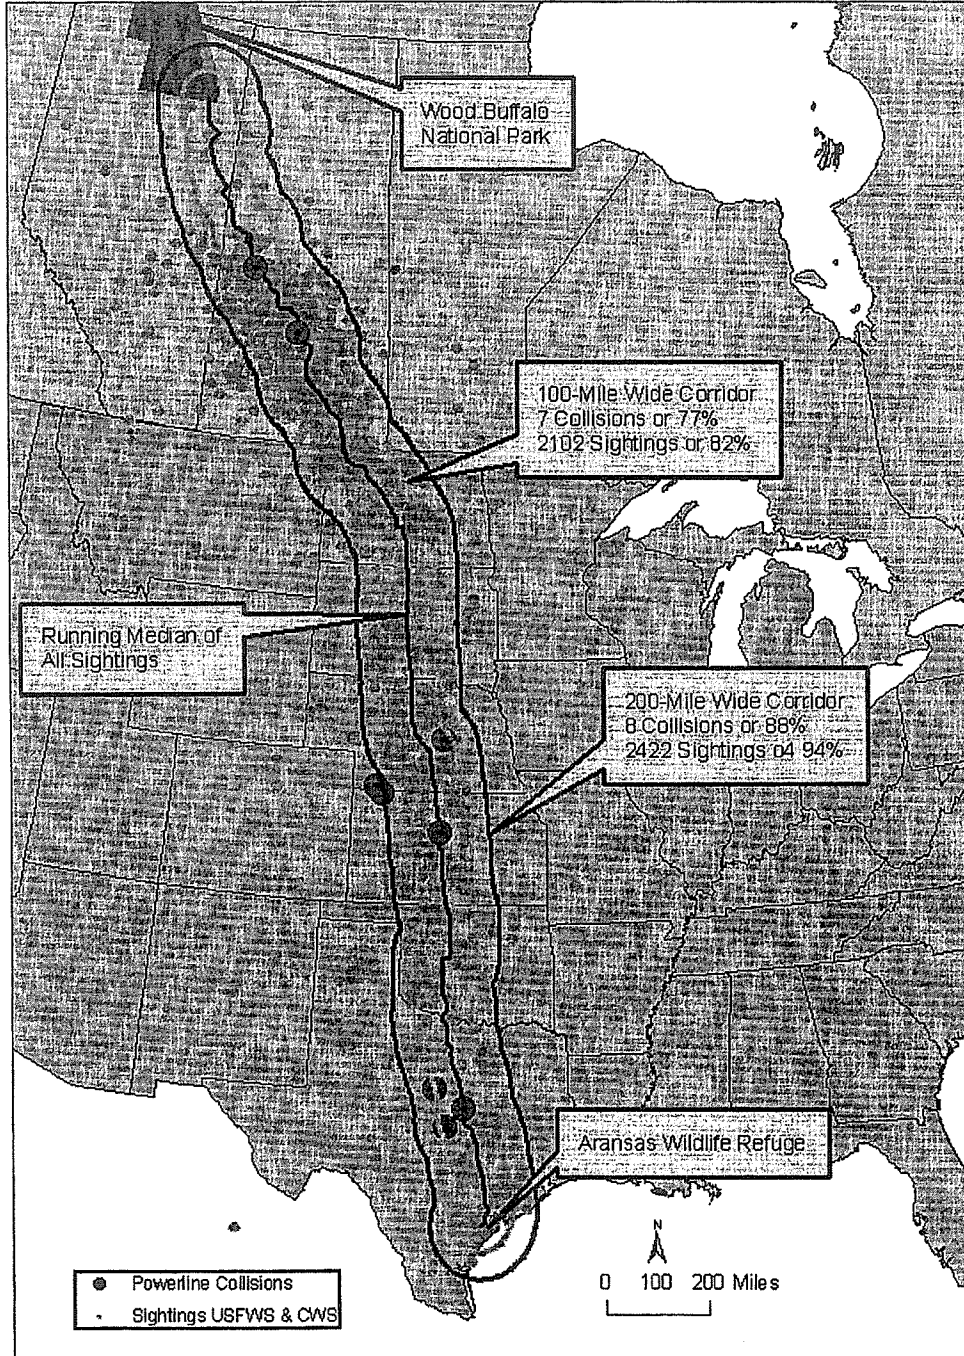 Wood Buffalo
National Park
100-Mile Wide Corridor
7 Collisions or 77%
2102 Sightings or 82%
Running Median of
All Sightings
200-Mile Wide Corridor
8 Collisions or 88%
2422 Sightings o4 94%
Aransas Wildlife Refuge
N
0 100 200 Miles
Powerline Collisions
Sightings USFWS & CWS